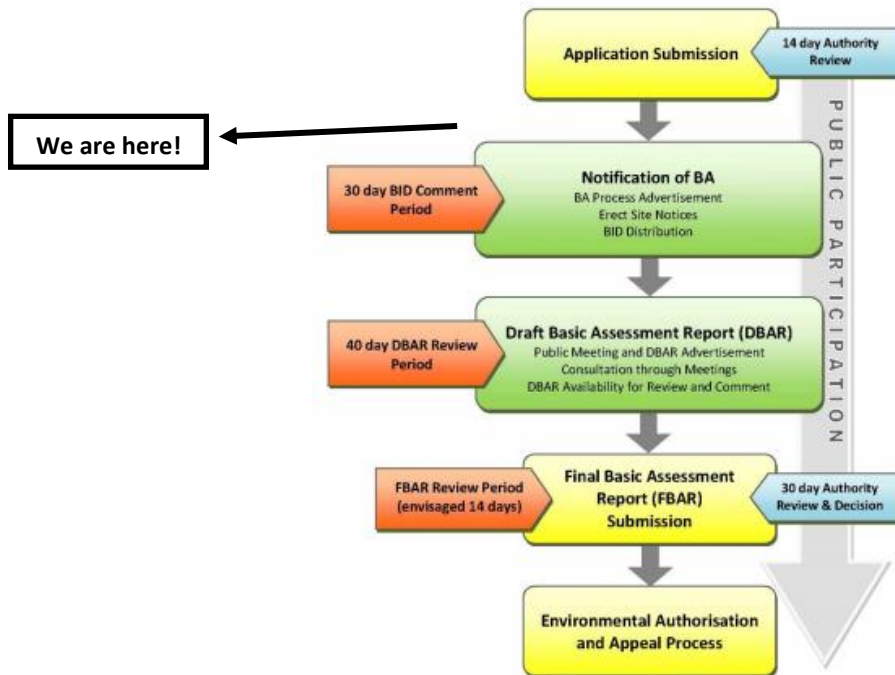 Application Submission
14 day Authority
Review
We are here!
30 day BID Comment
Period
Notification of BA
BA Process Advertisement
Erect Site Notices
BID Distribution
40 day DBAR Review
Period
Draft Basic Assessment Report (DBAR)
Public Meeting and DBAR Advertisement
Consultation through Meetings
DBAR Availability for Review and Comment
PUBLIC PARTICIPATION
FBAR Review Period
(envisaged 14 days)
Final Basic Assessment
Report (FBAR)
Submission
30 day Authority
Review & Decision
Environmental Authorisation
and Appeal Process